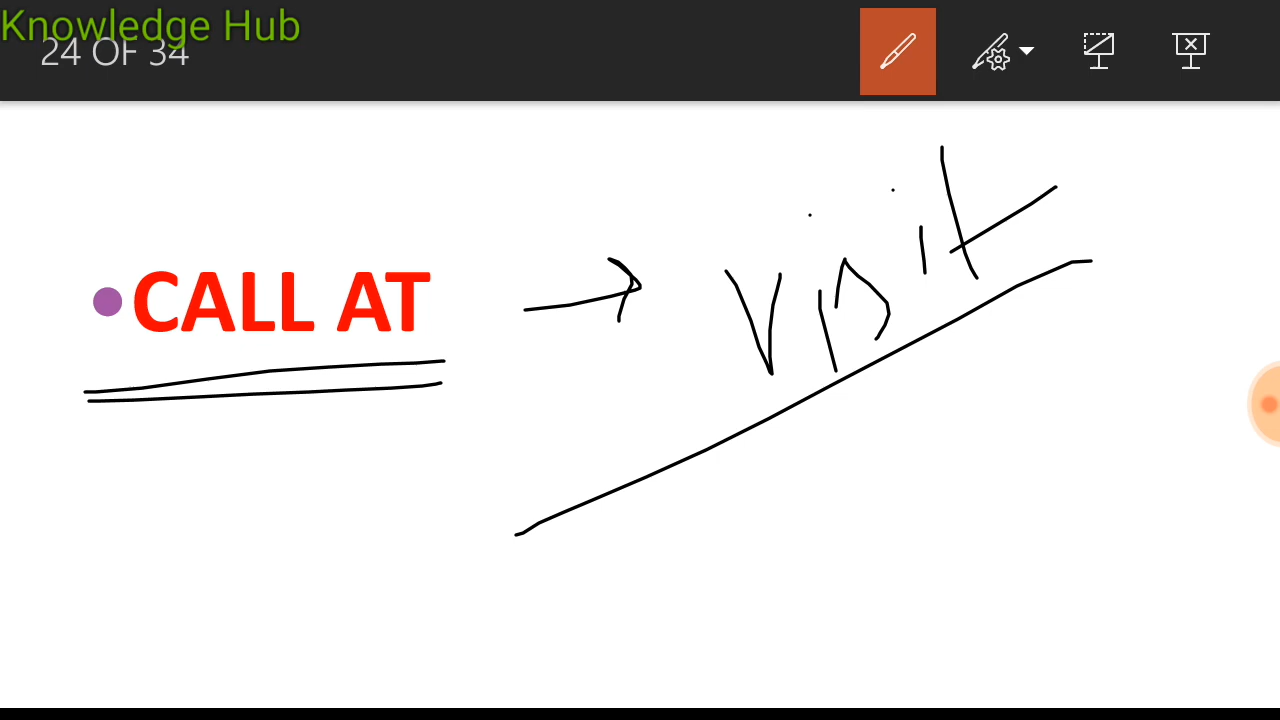 Knowledge Hub
24 OF 34
•CALL AT → visit